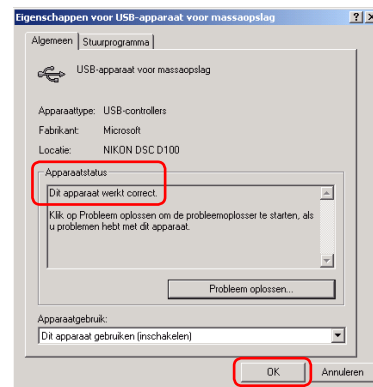 Eigenschappen voor USB-apparaat voor massaopslag
Algemeen Stuurprogramma
USB-apparaat voor massaopslag
Apparaattype: USB-controllers
Fabrikant: Microsoft
Locatie: NIKON DSC D100
Apparaatstatus
Dit apparaat werkt correct.
Klik op Probleem oplossen om de probleemoplosser te starten, als
u problemen hebt met dit apparaat.
Probleem oplossen...
Apparaatgebruik:
Dit apparaat gebruiken (inschakelen)
OK Annuleren